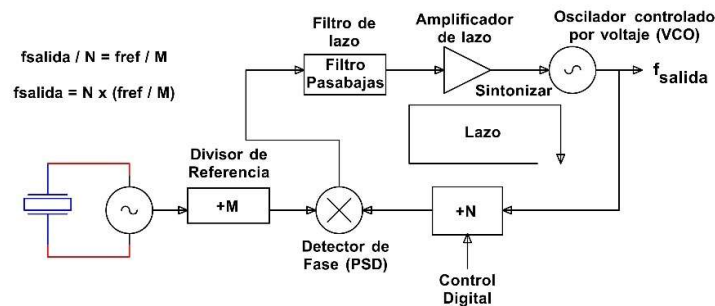 fsalida / N = fref / M
fsalida = N x (fref / M)
Filtro de
lazo
Filtro
Pasabajas
Amplificador
de lazo
Oscilador controlado
por voltaje (VCO)
Sintonizar
fsalida
Lazo
Divisor de
Referencia
+M
Detector de
Fase (PSD)
+N
Control
Digital